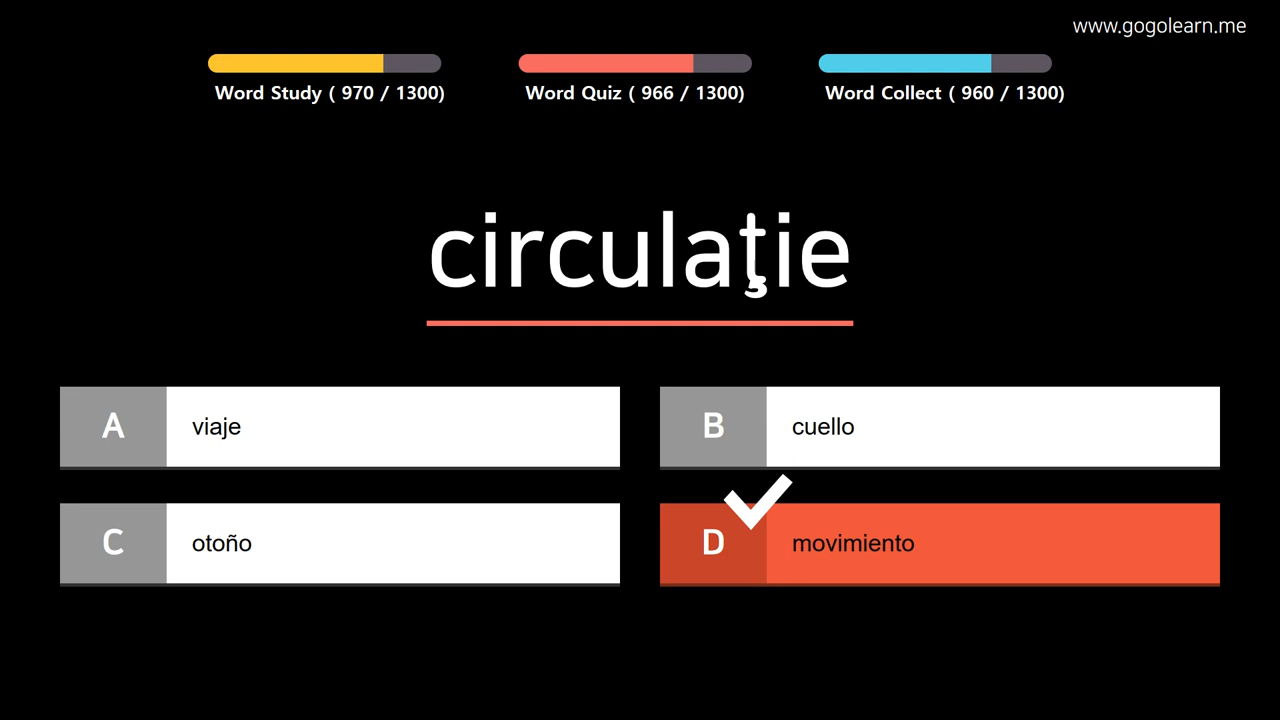 www.gogolearn.me
Word Study ( 970 / 1300)
Word Quiz ( 966 / 1300)
Word Collect ( 960 / 1300)
circulaţie
A viaje
B cuello
C otoño
D movimiento